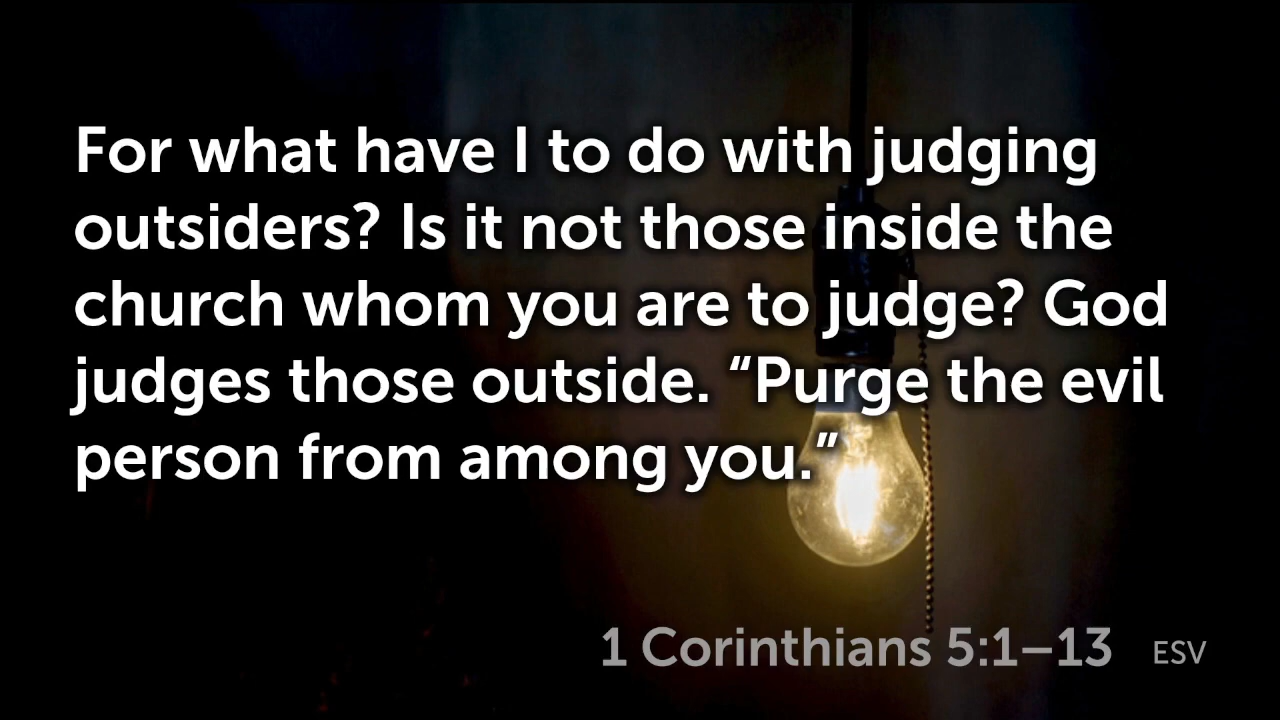 For what have I to do with judging
outsiders? Is it not those inside the
church whom you are to judge? God
judges those outside. “Purge the evil
person from among you.”
1 Corinthians 5:1–13 ESV